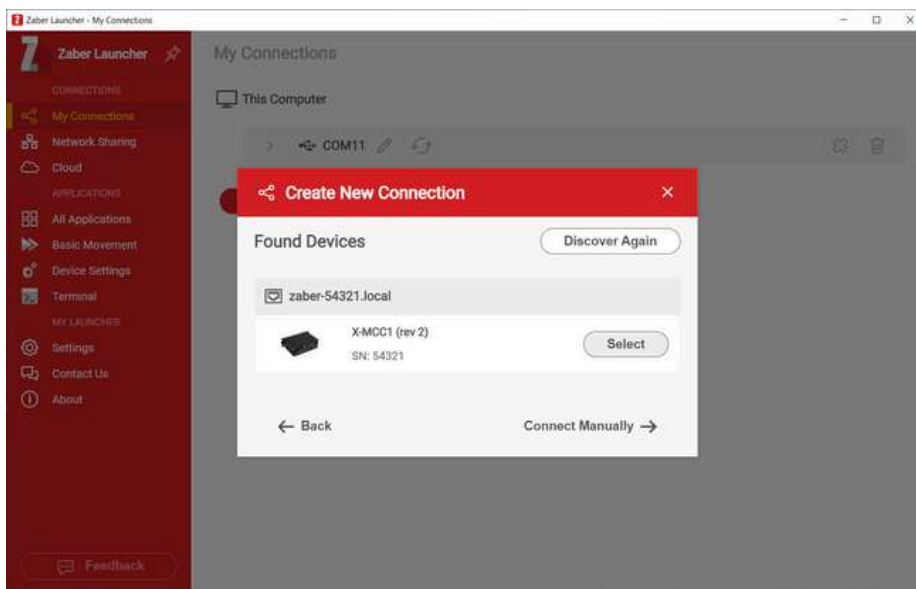 Zaber Launcher - My Connections
Zaber Launcher
CONNECTIONS
My Connections
Network Sharing
Cloud
APPLICATIONS
All Applications
Basic Movement
Device Settings
Terminal
MY LAUNCHER
Settings
Contact Us
About
Feedback
My Connections
This Computer
COM11
Create New Connection
Found Devices
Discover Again
zaber-54321.local
X-MCC1 (rev 2)
SN: 54321
Select
← Back
Connect Manually →